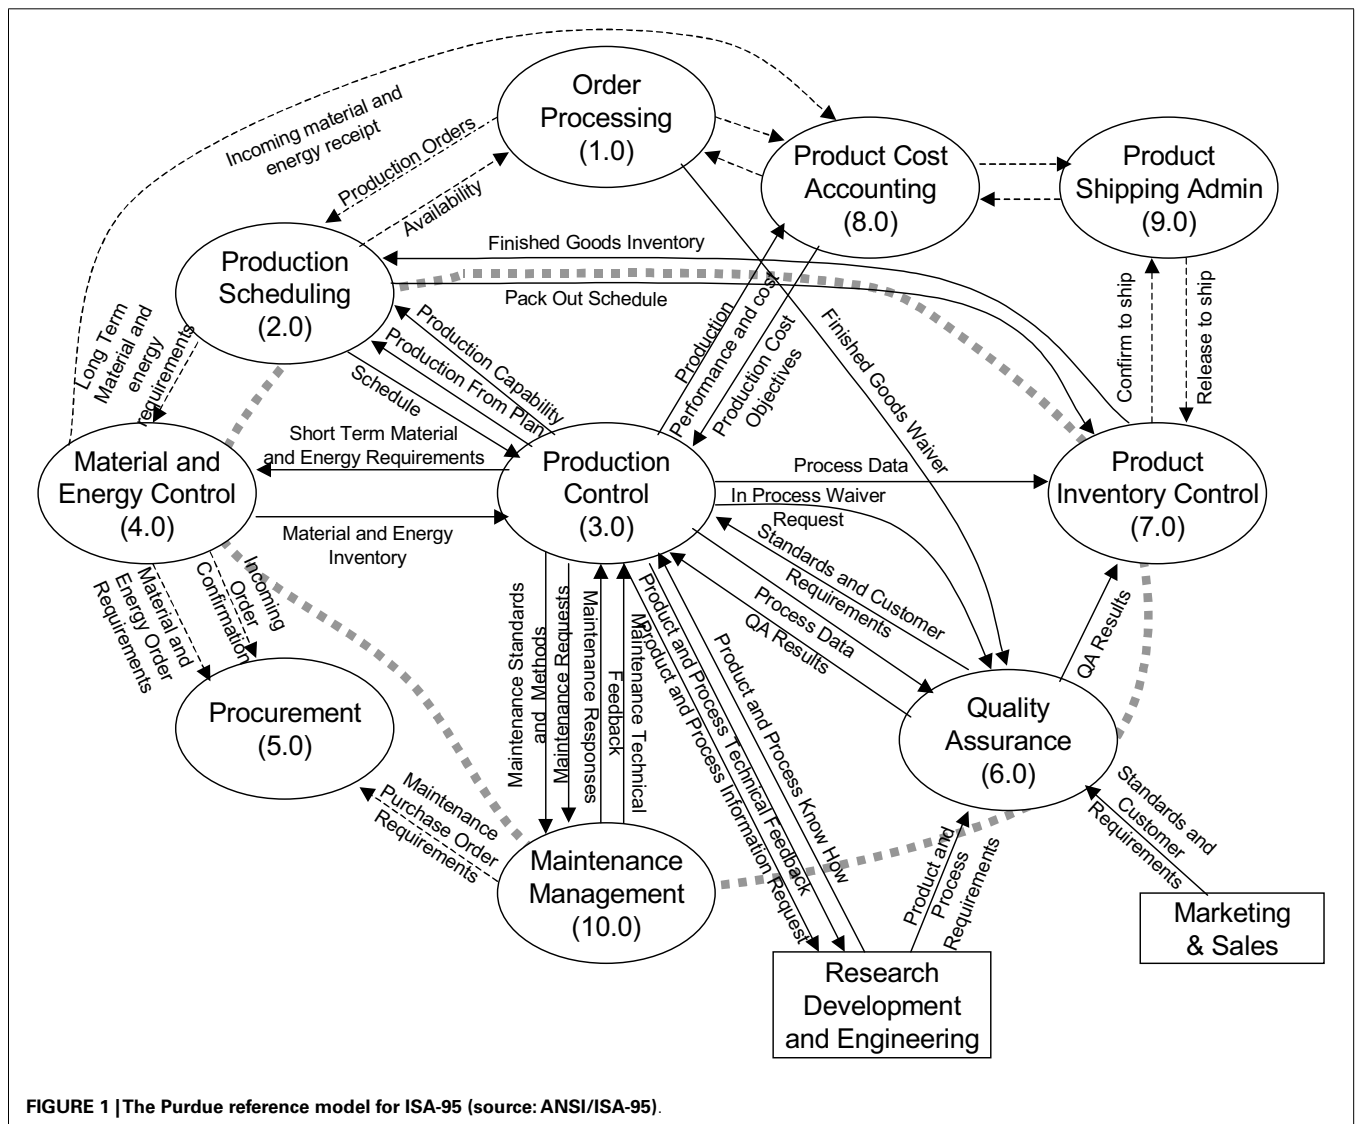 Order
Processing
(1.0)
Incoming material and
energy receipt
Production Orders
Availability
Product Cost
Accounting
(8.0)
Product
Shipping Admin
(9.0)
Production
Scheduling
(2.0)
Finished Goods Inventory
Pack Out Schedule
Confirm to ship
Release to ship
Long Term
Material and
energy
requirements
Production Capability
Production From Plan
Schedule
Production
Performance and cost
Production Cost
Objectives
Finished Goods Waiver
Material and
Energy Control
(4.0)
Short Term Material
and Energy Requirements
Material and Energy
Inventory
Production
Control
(3.0)
Process Data
In Process Waiver
Request
Product
Inventory Control
(7.0)
Standards and Customer
Requirements
Process Data
QA Results
QA Results
Material and
Energy Order
Requirements
Incoming
Order
Confirmation
Procurement
(5.0)
Maintenance Standards
and Methods
Maintenance Requests
Maintenance Responses
Maintenance Technical
Feedback
Product and Process Technical Feedback
Product and Process Information Request
Product and Process Know How
Quality
Assurance
(6.0)
Maintenance
Purchase Order
Requirements
Maintenance
Management
(10.0)
Product and
Process
Requirements
Standards and
Customer
Requirements
Marketing
& Sales
Research
Development
and Engineering
FIGURE 1 | The Purdue reference model for ISA-95 (source: ANSI/ISA-95).